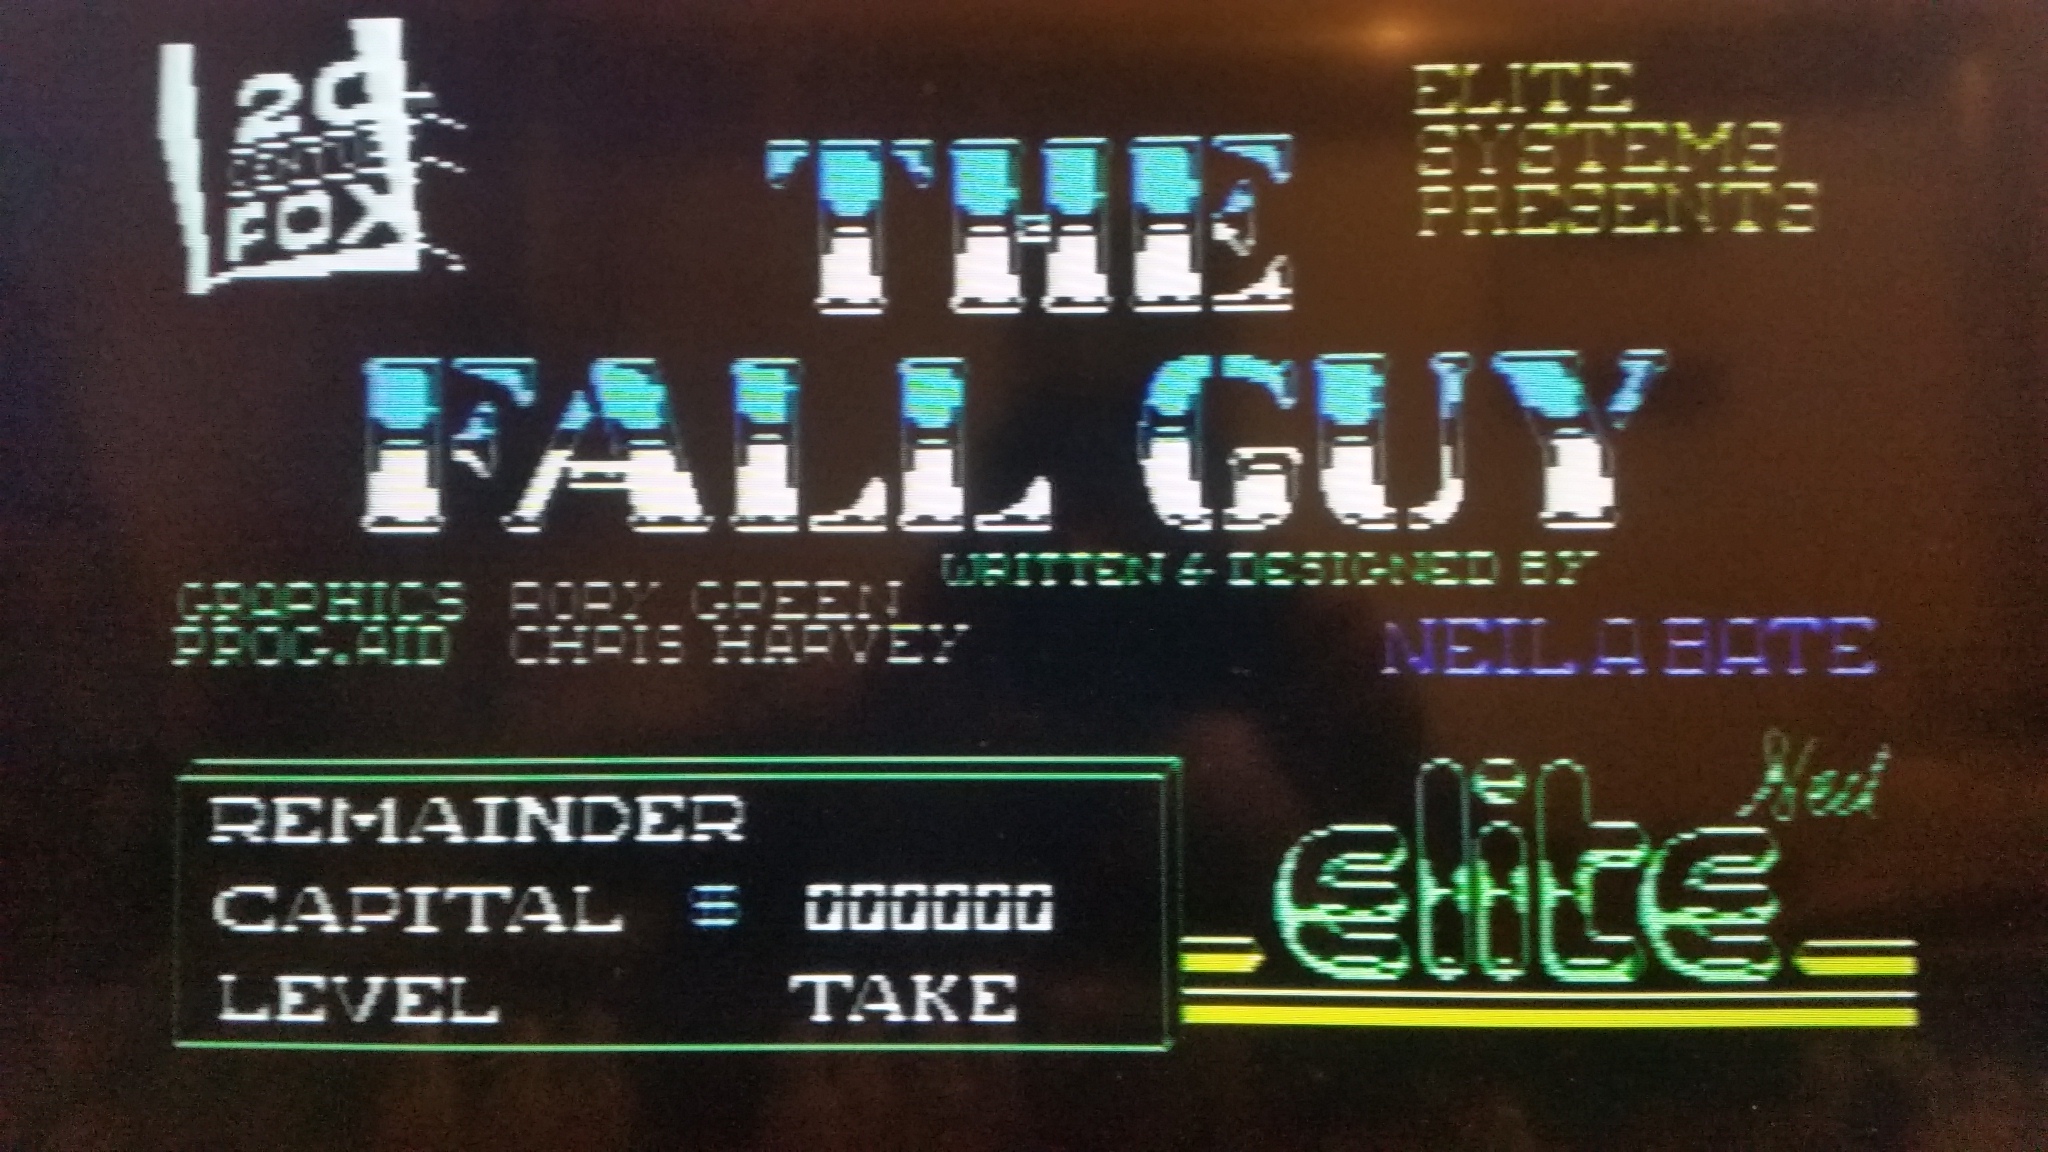 20
CENTURY
FOX
ELITE
SYSTEMS
PRESENTS
THE
FALL GUY
WRITTEN & DESIGNED BY
NEIL A BATE
GRAPHICS RORY GREEN
PROG.AID CHRIS HARVEY
REMAINDER
CAPITAL $ 000000
LEVEL TAKE
Neil
elite